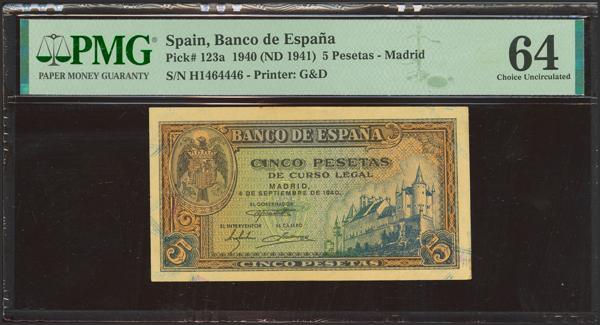 PMG
PAPER MONEY GUARANTY
Spain, Banco de España
Pick# 123a 1940 (ND 1941) 5 Pesetas - Madrid
S/N H1464446 - Printer: G&D
64
Choice Uncirculated
BANCO DE ESPAÑA
CINCO PESETAS
DE CURSO LEGAL
MADRID,
4 DE SEPTIEMBRE DE 1940.
EL GOBERNADOR
EL INTERVENTOR EL CAJERO
5 5
CINCO PESETAS